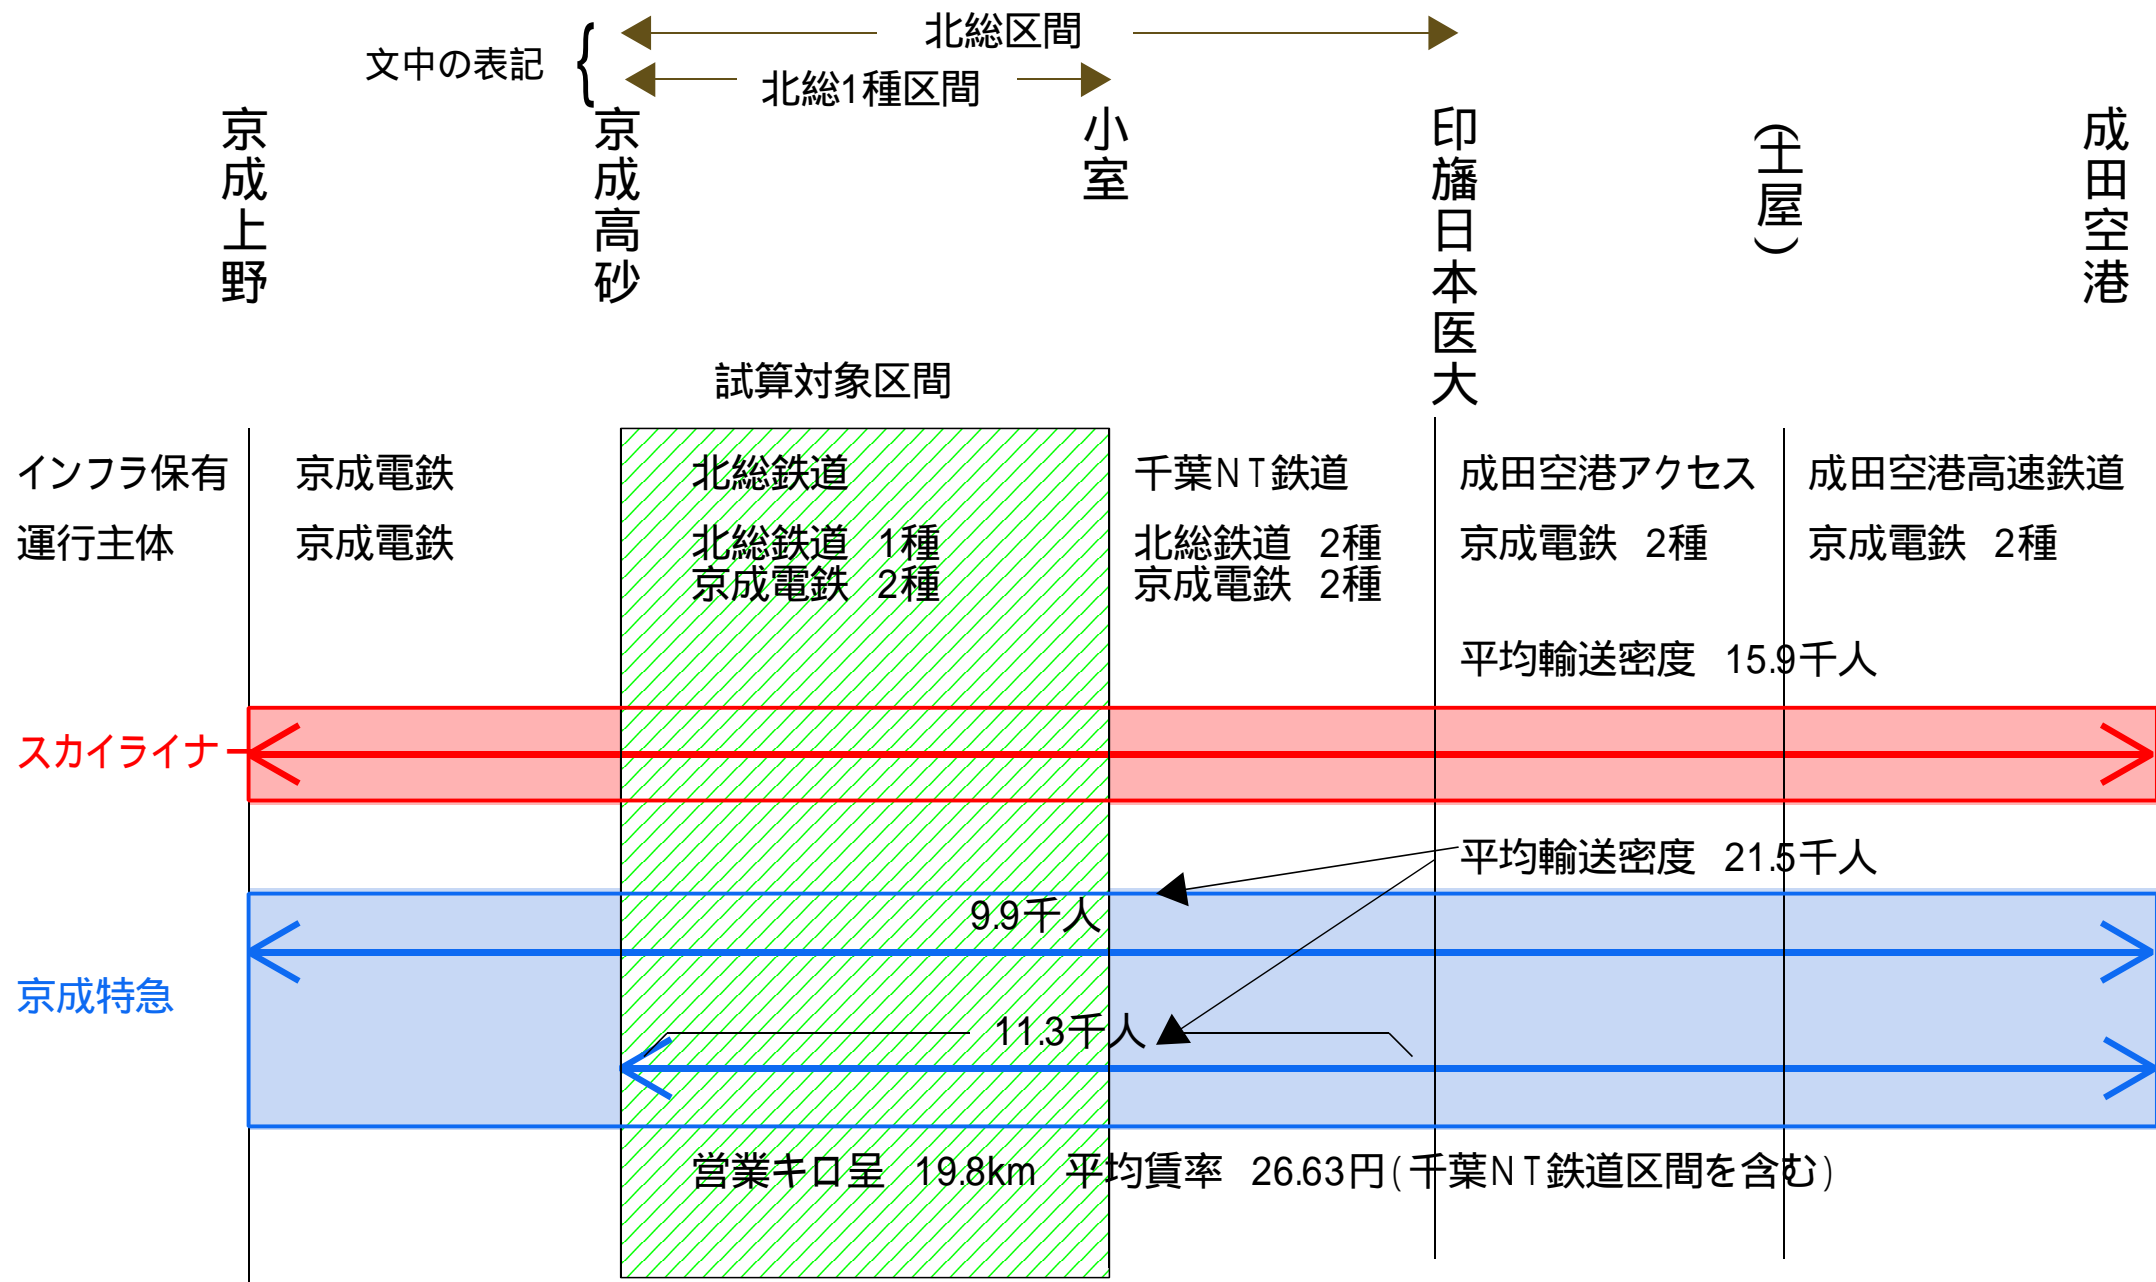 北総区間
文中の表記
北総1種区間
京成上野
京成高砂
小室
印旛日本医大
(土屋)
成田空港
試算対象区間
インフラ保有 京成電鉄 北総鉄道 千葉NT鉄道 成田空港アクセス 成田空港高速鉄道
運行主体 京成電鉄 北総鉄道 1種 北総鉄道 2種 京成電鉄 2種 京成電鉄 2種
京成電鉄 2種 京成電鉄 2種
平均輸送密度 15.9千人
スカイライナー
平均輸送密度 21.5千人
9.9千人
京成特急
11.3千人
営業キロ呈 19.8km 平均賃率 26.63円(千葉NT鉄道区間を含む)